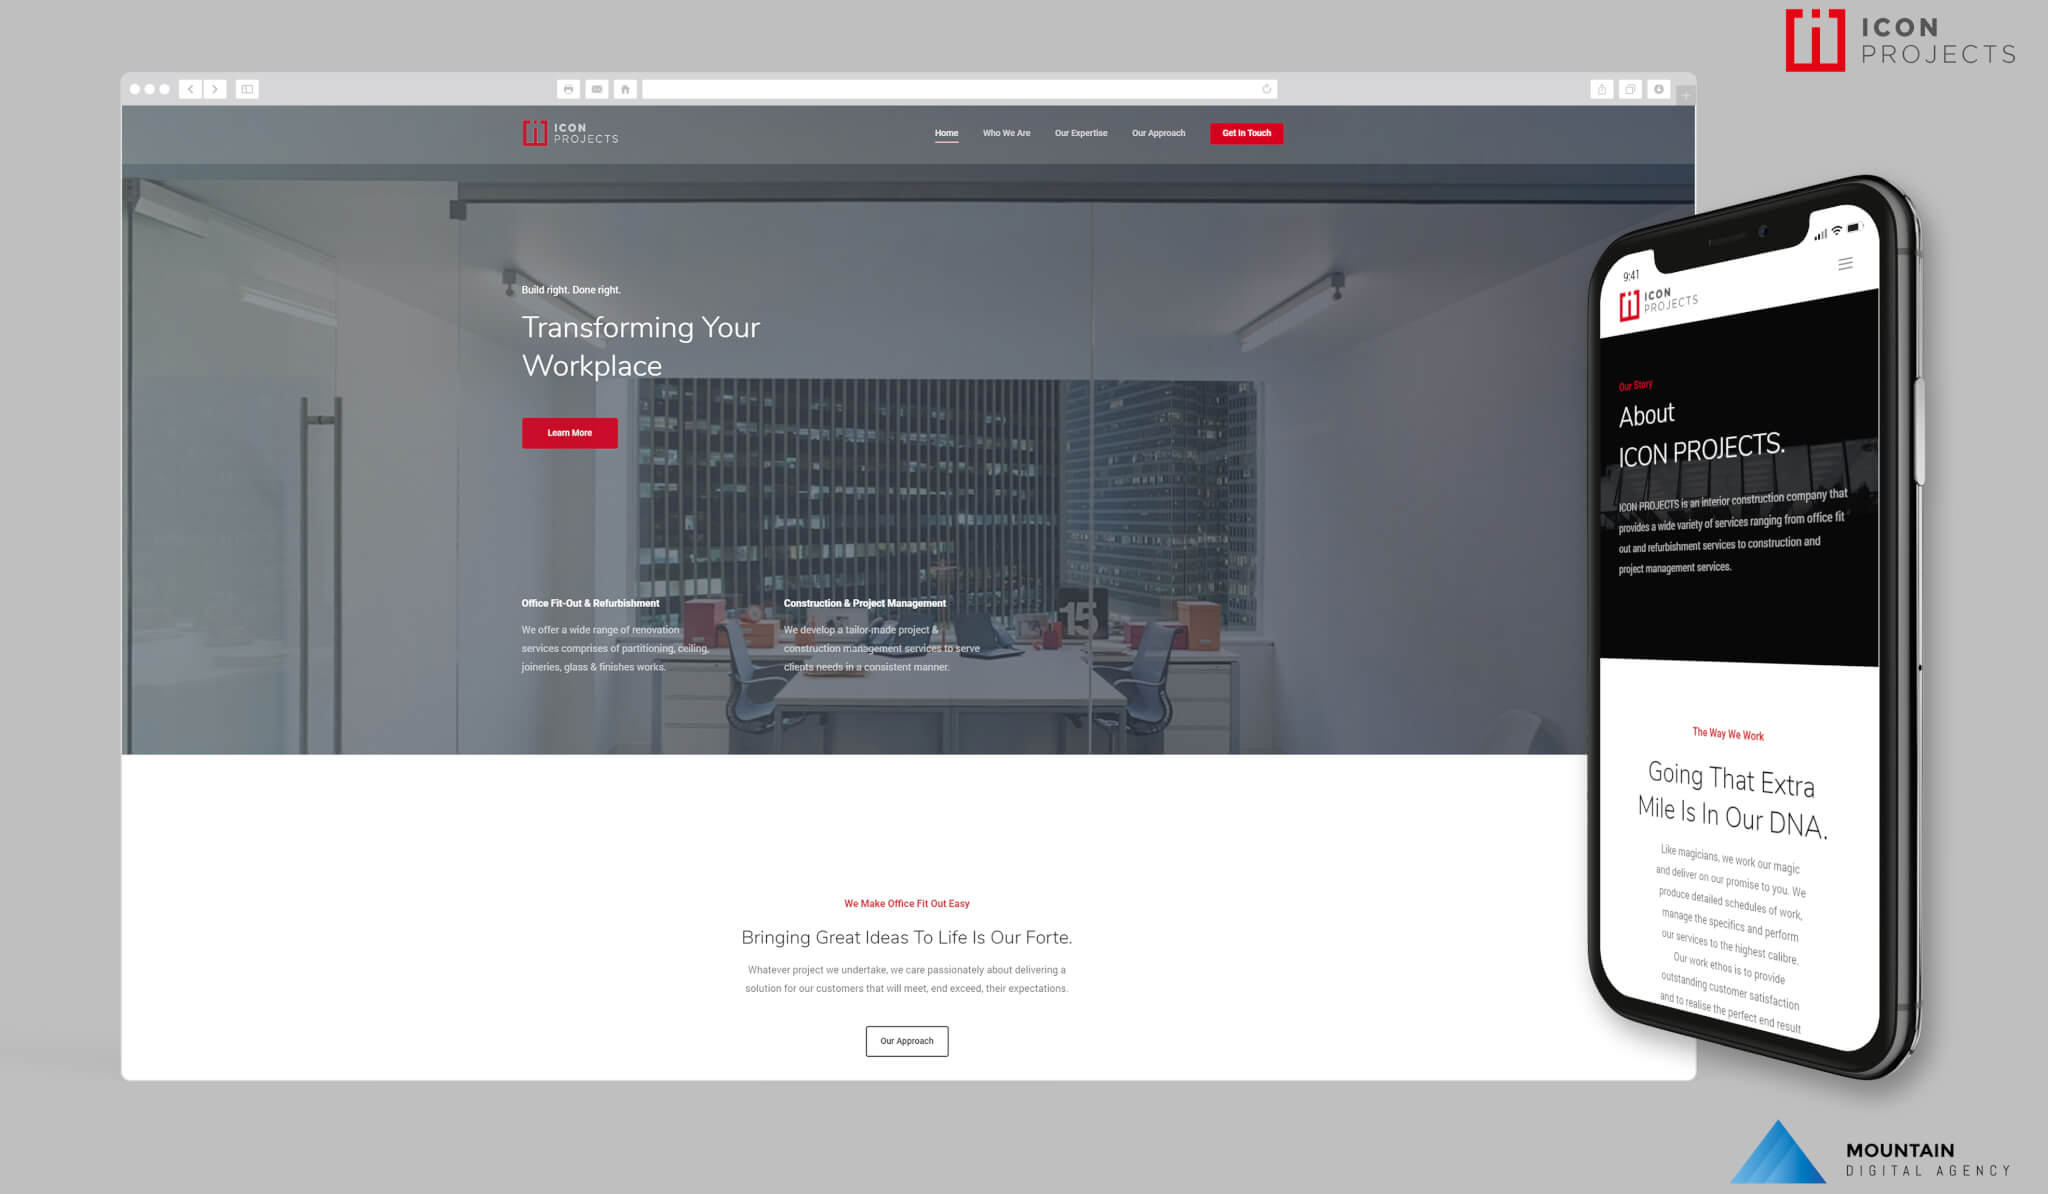 ICON
PROJECTS
ICON
PROJECTS
Home
Who We Are
Our Expertise
Our Approach
Get In Touch
Build right. Done right.
Transforming Your
Workplace
Learn More
Office Fit-Out & Refurbishment
We offer a wide range of renovation
services comprises of partitioning, ceiling,
joineries, glass & finishes works.
Construction & Project Management
We develop a tailor-made project &
construction management services to serve
clients needs in a consistent manner.
15
We Make Office Fit Out Easy
Bringing Great Ideas To Life Is Our Forte.
Whatever project we undertake, we care passionately about delivering a
solution for our customers that will meet, end exceed, their expectations.
Our Approach
9:41
ICON
PROJECTS
Our Story
About
ICON PROJECTS.
ICON PROJECTS is an interior construction company that
provides a wide variety of services ranging from office fit
out and refurbishment services to construction and
project management services.
The Way We Work
Going That Extra
Mile Is In Our DNA.
Like magicians, we work our magic
and deliver on our promise to you. We
produce detailed schedules of work,
manage the specifics and perform
our services to the highest calibre.
Our work ethos is to provide
outstanding customer satisfaction
and to realise the perfect end result
MOUNTAIN
DIGITAL AGENCY